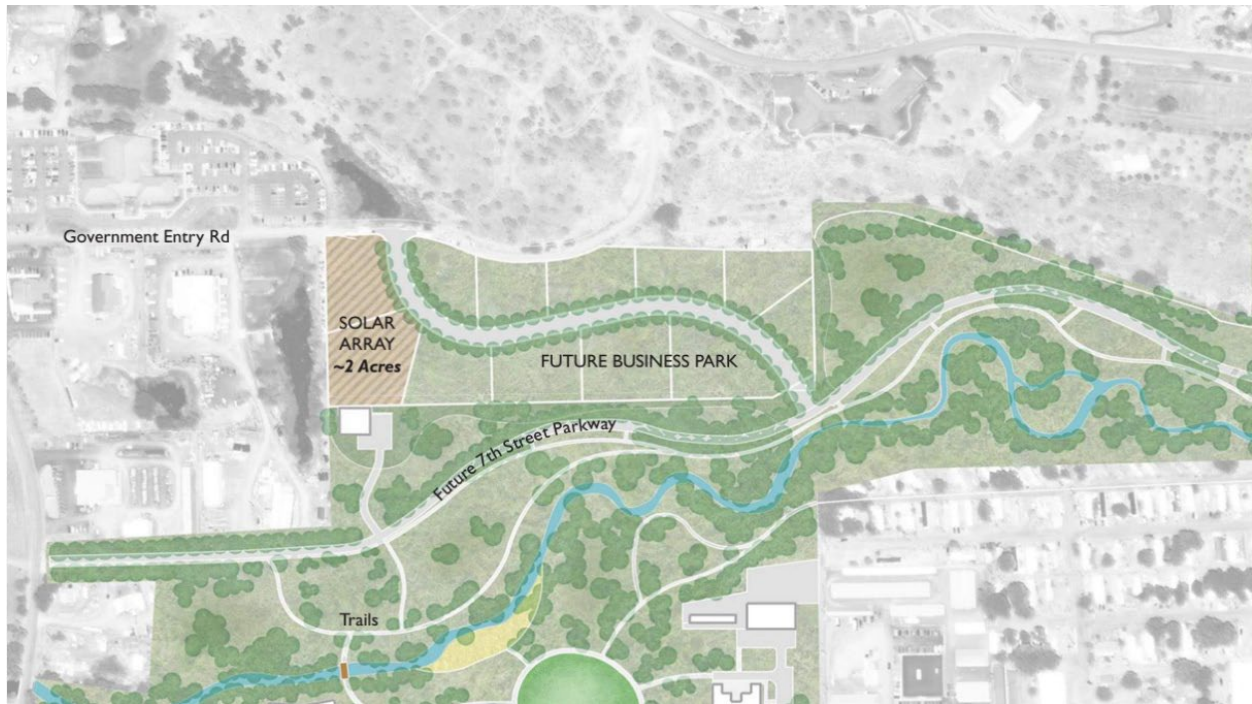 Government Entry Rd
SOLAR
ARRAY
~2 Acres
FUTURE BUSINESS PARK
Future 7th Street Parkway
Trails